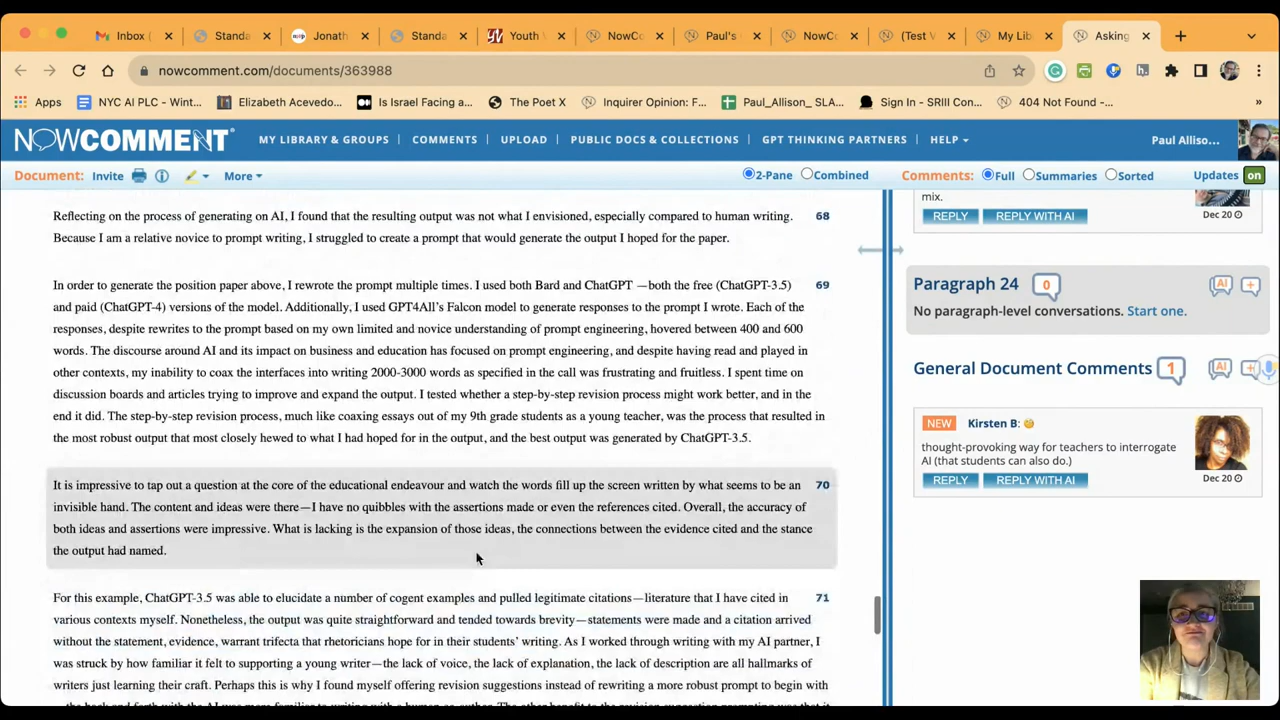 Inbox (
Standa
Jonath
Standa
Youth V
NowCo
Paul's
NowCo
(Test V
My Lib
Asking
nowcomment.com/documents/363988
Apps
NYC AI PLC - Wint...
Elizabeth Acevedo...
Is Israel Facing a...
The Poet X
Inquirer Opinion: F...
Paul_Allison_ SLA...
Sign In - SRIII Con...
404 Not Found -...
»
NOWCOMMENT®
MY LIBRARY & GROUPS
COMMENTS
UPLOAD
PUBLIC DOCS & COLLECTIONS
GPT THINKING PARTNERS
HELP
Paul Alliso...
Document:
Invite
More
2-Pane
Combined
Comments:
Full
Summaries
Sorted
Updates
on
Reflecting on the process of generating on AI, I found that the resulting output was not what I envisioned, especially compared to human writing. 68
Because I am a relative novice to prompt writing, I struggled to create a prompt that would generate the output I hoped for the paper.
In order to generate the position paper above, I rewrote the prompt multiple times. I used both Bard and ChatGPT —both the free (ChatGPT-3.5) 69
and paid (ChatGPT-4) versions of the model. Additionally, I used GPT4All's Falcon model to generate responses to the prompt I wrote. Each of the
responses, despite rewrites to the prompt based on my own limited and novice understanding of prompt engineering, hovered between 400 and 600
words. The discourse around AI and its impact on business and education has focused on prompt engineering, and despite having read and played in
other contexts, my inability to coax the interfaces into writing 2000-3000 words as specified in the call was frustrating and fruitless. I spent time on
discussion boards and articles trying to improve and expand the output. I tested whether a step-by-step revision process might work better, and in the
end it did. The step-by-step revision process, much like coaxing essays out of my 9th grade students as a young teacher, was the process that resulted in
the most robust output that most closely hewed to what I had hoped for in the output, and the best output was generated by ChatGPT-3.5.
It is impressive to tap out a question at the core of the educational endeavour and watch the words fill up the screen written by what seems to be an 70
invisible hand. The content and ideas were there—I have no quibbles with the assertions made or even the references cited. Overall, the accuracy of
both ideas and assertions were impressive. What is lacking is the expansion of those ideas, the connections between the evidence cited and the stance
the output had named.
For this example, ChatGPT-3.5 was able to elucidate a number of cogent examples and pulled legitimate citations—literature that I have cited in 71
various contexts myself. Nonetheless, the output was quite straightforward and tended towards brevity—statements were made and a citation arrived
without the statement, evidence, warrant trifecta that rhetoricians hope for in their students' writing. As I worked through writing with my AI partner, I
was struck by how familiar it felt to supporting a young writer—the lack of voice, the lack of explanation, the lack of description are all hallmarks of
writers just learning their craft. Perhaps this is why I found myself offering revision suggestions instead of rewriting a more robust prompt to begin with
mix.
REPLY
REPLY WITH AI
Dec 20
Paragraph 24
0
AI
+
No paragraph-level conversations. Start one.
General Document Comments
1
AI
+
NEW
Kirsten B:
thought-provoking way for teachers to interrogate
AI (that students can also do.)
REPLY
REPLY WITH AI
Dec 20